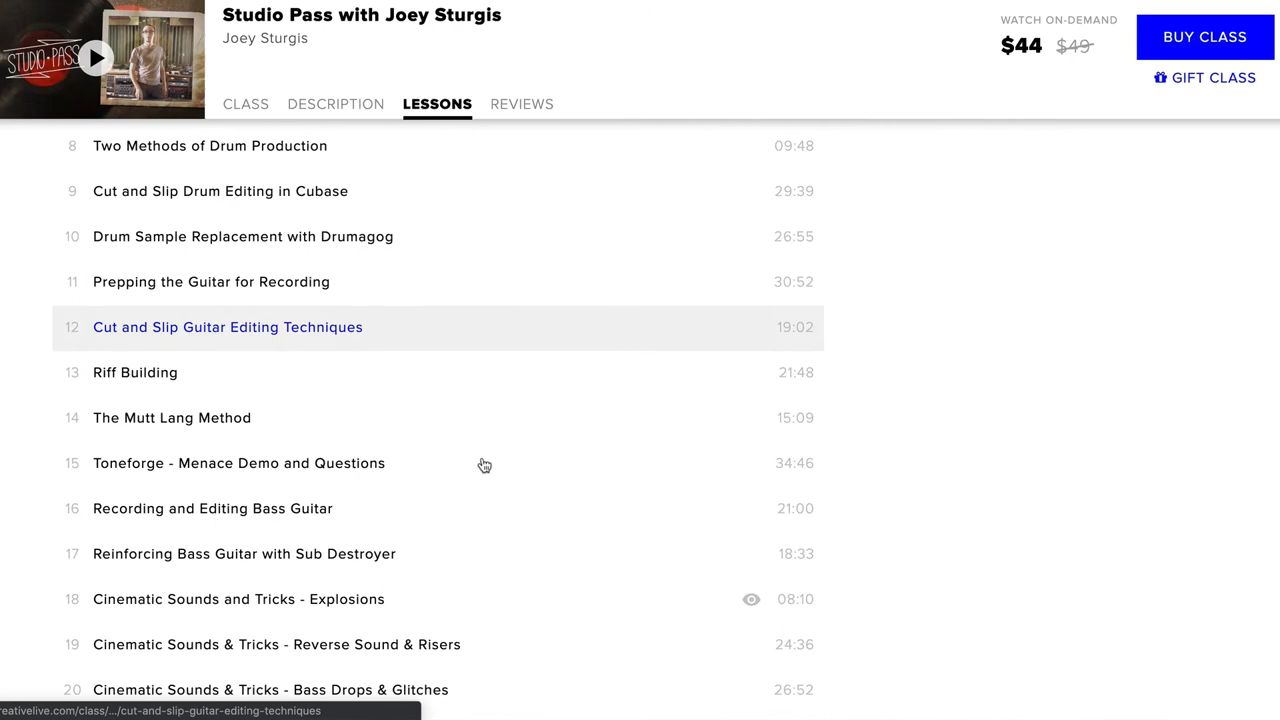 Studio Pass with Joey Sturgis
Joey Sturgis
STUDIO·PASS
WATCH ON-DEMAND
$44 $49
BUY CLASS
GIFT CLASS
CLASS DESCRIPTION LESSONS REVIEWS
8 Two Methods of Drum Production 09:48
9 Cut and Slip Drum Editing in Cubase 29:39
10 Drum Sample Replacement with Drumagog 26:55
11 Prepping the Guitar for Recording 30:52
12 Cut and Slip Guitar Editing Techniques 19:02
13 Riff Building 21:48
14 The Mutt Lang Method 15:09
15 Toneforge - Menace Demo and Questions 34:46
16 Recording and Editing Bass Guitar 21:00
17 Reinforcing Bass Guitar with Sub Destroyer 18:33
18 Cinematic Sounds and Tricks - Explosions 08:10
19 Cinematic Sounds & Tricks - Reverse Sound & Risers 24:36
20 Cinematic Sounds & Tricks - Bass Drops & Glitches 26:52
reativelive.com/class/.../cut-and-slip-guitar-editing-techniques